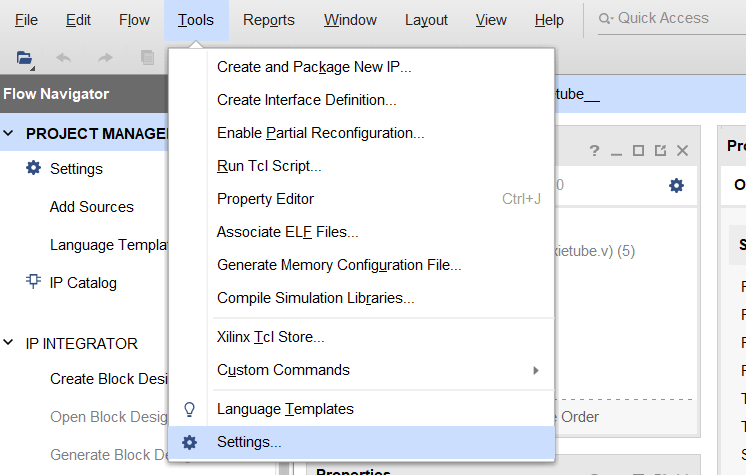 File Edit Flow Tools Reports Window Layout View Help Quick Access
Flow Navigator
etube__
PROJECT MANAGE
Settings
Add Sources
Language Templa
IP Catalog
IP INTEGRATOR
Create Block Desi
Open Block Desig
Generate Block D
Create and Package New IP...
Create Interface Definition...
Enable Partial Reconfiguration...
Run Tcl Script...
Property Editor Ctrl+J
Associate ELF Files...
Generate Memory Configuration File...
Compile Simulation Libraries...
Xilinx Tcl Store...
Custom Commands
Language Templates
Settings...
? _
0
xietube.v) (5)
e Order
Properties
Pro
O
S
F
F
F
F
T
T
S